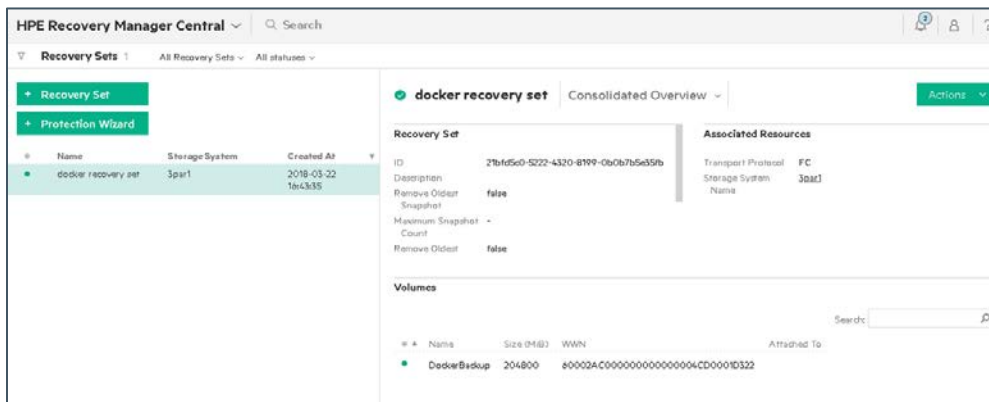 HPE Recovery Manager Central
Search
Recovery Sets 1 All Recovery Sets All statuses
+ Recovery Set
+ Protection Wizard
Name Storage System Created At
docker recovery set 3par1 2018-03-22
16:43:35
docker recovery set Consolidated Overview
Actions
Recovery Set
ID 21bfd5c0-5222-4320-8199-0b0b7b5e35fb
Description
Remove Oldest false
Snapshot
Maximum Snapshot -
Count
Remove Oldest false
Associated Resources
Transport Protocol FC
Storage System 3par1
Name
Volumes
Search:
Name Size (MiB) WWN Attached To
DockerBackup 204800 60002AC0000000000000004CD0001D322